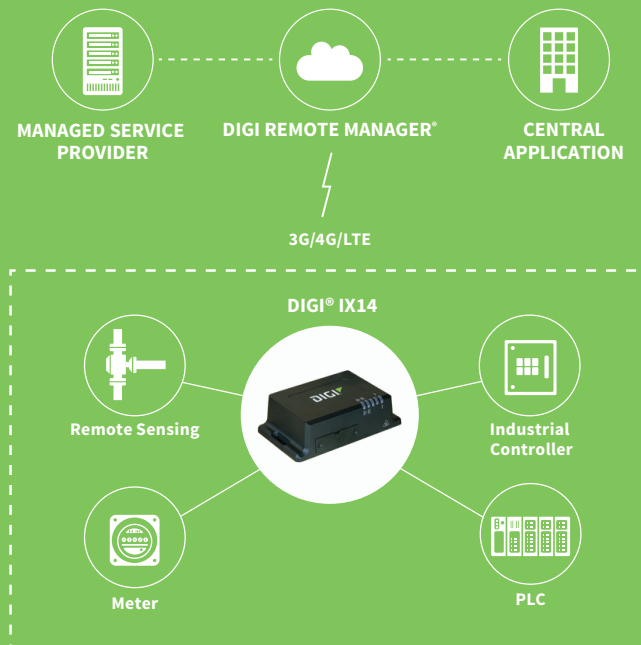 MANAGED SERVICE
PROVIDER
DIGI REMOTE MANAGER®
CENTRAL
APPLICATION
3G/4G/LTE
DIGI® IX14
DIGI
Remote Sensing
Industrial
Controller
Meter
PLC